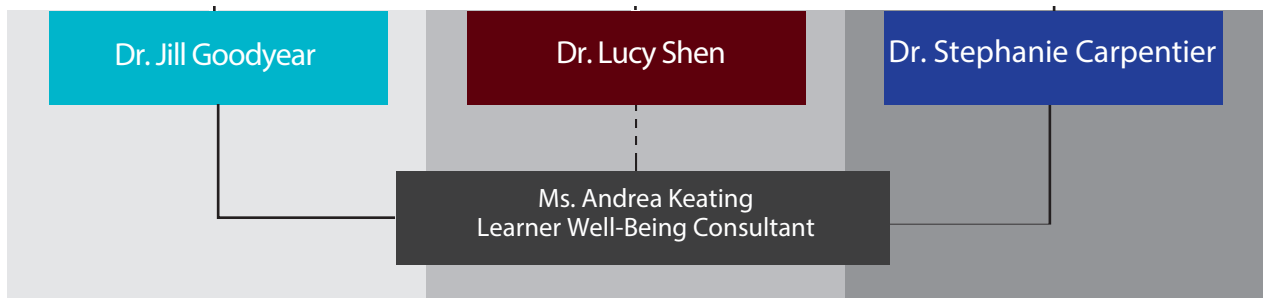 Dr. Jill Goodyear
Dr. Lucy Shen
Dr. Stephanie Carpentier
Ms. Andrea Keating
Learner Well-Being Consultant